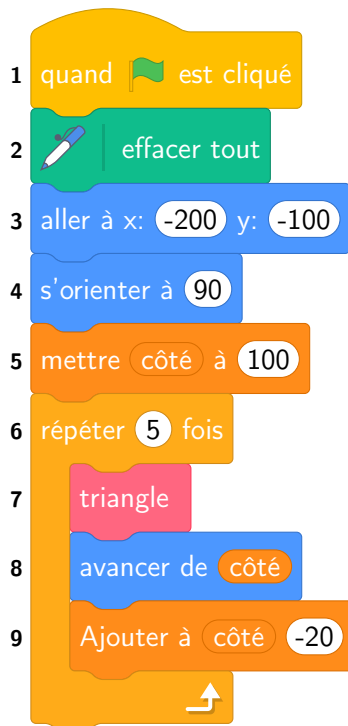 1 quand est cliqué
2 effacer tout
3 aller à x: -200 y: -100
4 s'orienter à 90
5 mettre côté à 100
6 répéter 5 fois
7 triangle
8 avancer de côté
9 Ajouter à côté -20